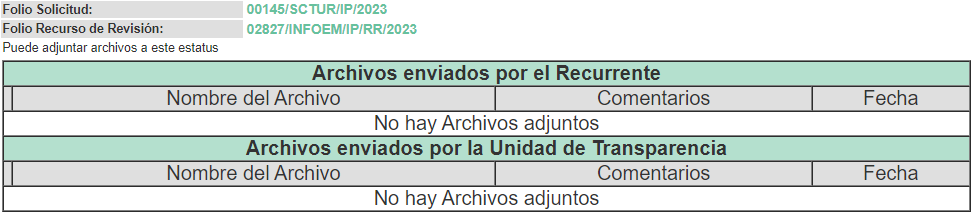 Folio Solicitud: 00145/SCTUR/IP/2023
Folio Recurso de Revisión: 02827/INFOEM/IP/RR/2023
Puede adjuntar archivos a este estatus
Archivos enviados por el Recurrente
Nombre del Archivo Comentarios Fecha
No hay Archivos adjuntos
Archivos enviados por la Unidad de Transparencia
Nombre del Archivo Comentarios Fecha
No hay Archivos adjuntos